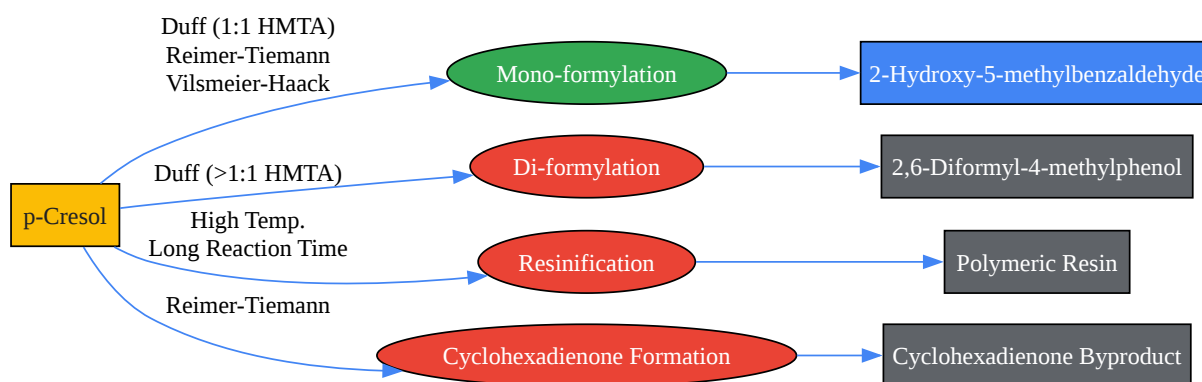 Duff (1:1 HMTA)
Reimer-Tiemann
Vilsmeier-Haack
Mono-formylation
2-Hydroxy-5-methylbenzaldehyde
Duff (>1:1 HMTA)
Di-formylation
2,6-Diformyl-4-methylphenol
p-Cresol
High Temp.
Long Reaction Time
Resinification
Polymeric Resin
Reimer-Tiemann
Cyclohexadienone Formation
Cyclohexadienone Byproduct